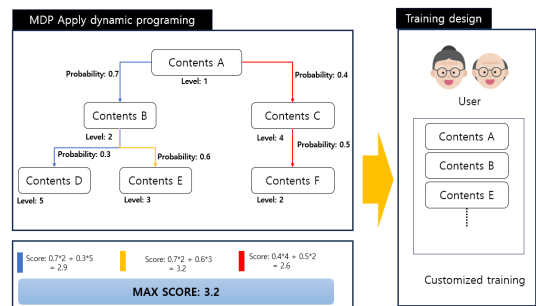 MDP Apply dynamic programing
Contents A
Level: 1
Probability: 0.7
Probability: 0.4
Contents B
Level: 2
Contents C
Level: 4
Probability: 0.3
Probability: 0.6
Probability: 0.5
Contents D
Level: 5
Contents E
Level: 3
Contents F
Level: 2
Score: 0.7*2 + 0.3*5
= 2.9
Score: 0.7*2 + 0.6*3
= 3.2
Score: 0.4*4 + 0.5*2
= 2.6
MAX SCORE: 3.2
Training design
User
Contents A
Contents B
Contents E
Customized training